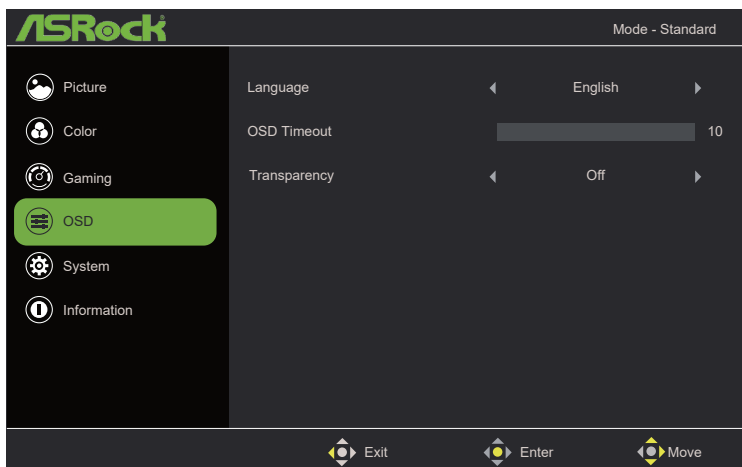 ASRock
Mode - Standard
Picture
Color
Gaming
OSD
System
Information
Language English
OSD Timeout 10
Transparency Off
Exit Enter Move